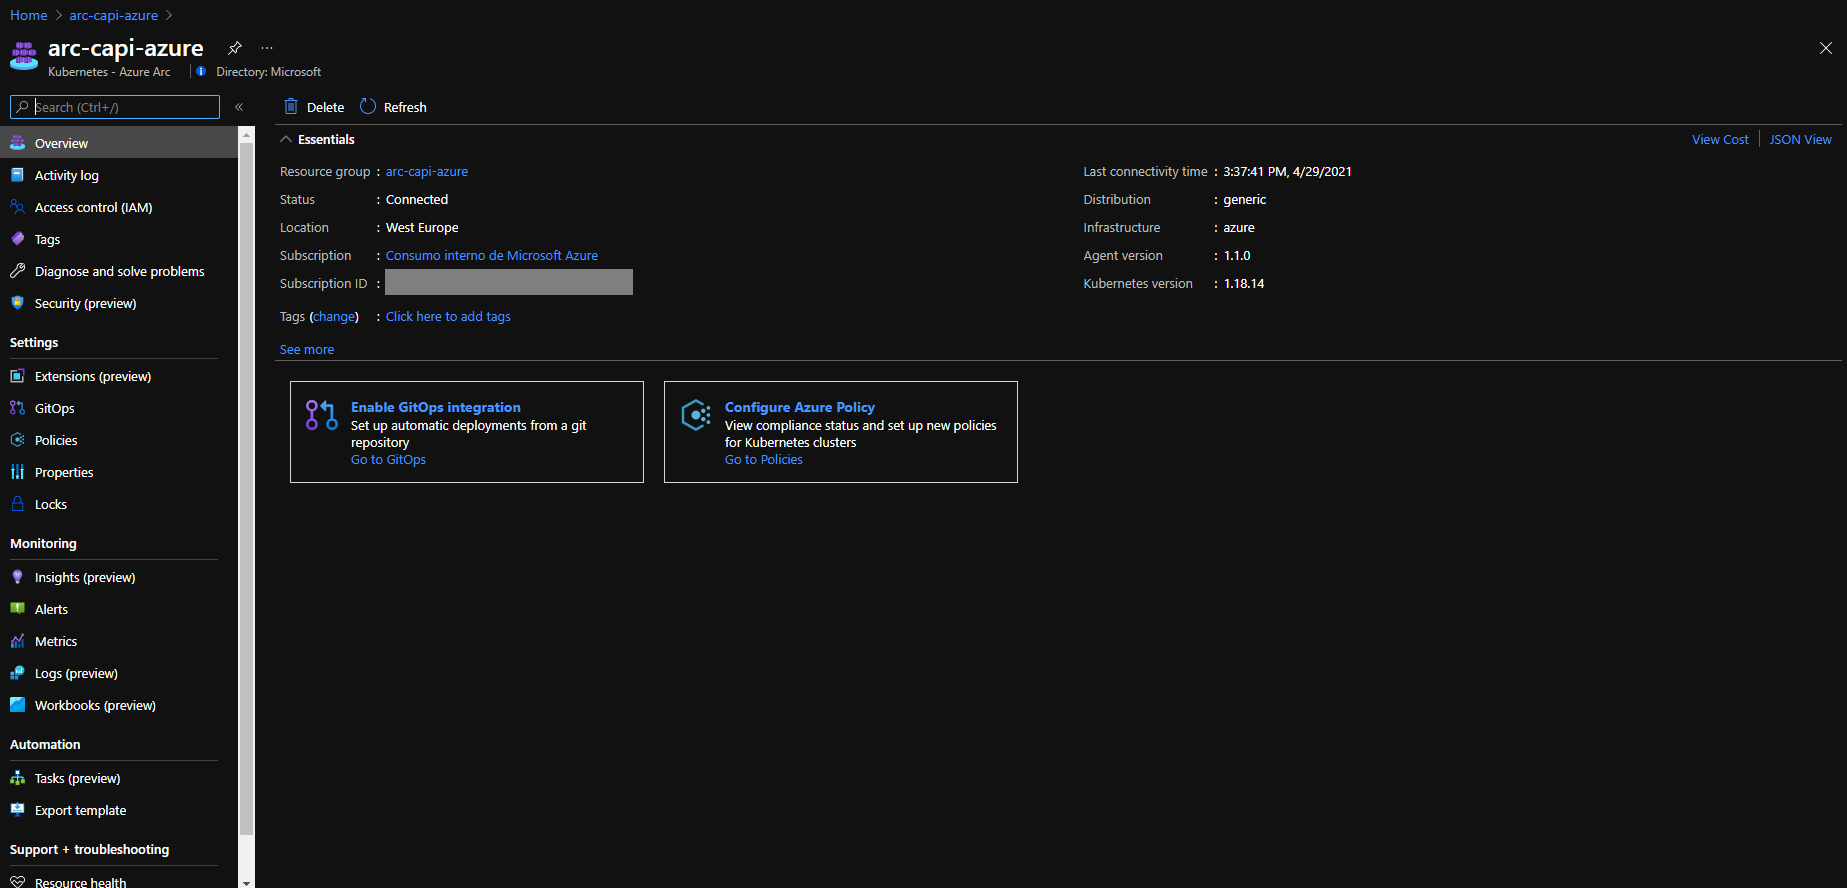 Home > arc-capi-azure >
arc-capi-azure ...
Kubernetes - Azure Arc | Directory: Microsoft
Search (Ctrl+/) «
Overview
Activity log
Access control (IAM)
Tags
Diagnose and solve problems
Security (preview)
Settings
Extensions (preview)
GitOps
Policies
Properties
Locks
Monitoring
Insights (preview)
Alerts
Metrics
Logs (preview)
Workbooks (preview)
Automation
Tasks (preview)
Export template
Support + troubleshooting
Resource health
Delete Refresh
Essentials
View Cost | JSON View
Resource group : arc-capi-azure
Status : Connected
Location : West Europe
Subscription : Consumo interno de Microsoft Azure
Subscription ID :
Tags (change) : Click here to add tags
See more
Last connectivity time : 3:37:41 PM, 4/29/2021
Distribution : generic
Infrastructure : azure
Agent version : 1.1.0
Kubernetes version : 1.18.14
Enable GitOps integration
Set up automatic deployments from a git
repository
Go to GitOps
Configure Azure Policy
View compliance status and set up new policies
for Kubernetes clusters
Go to Policies